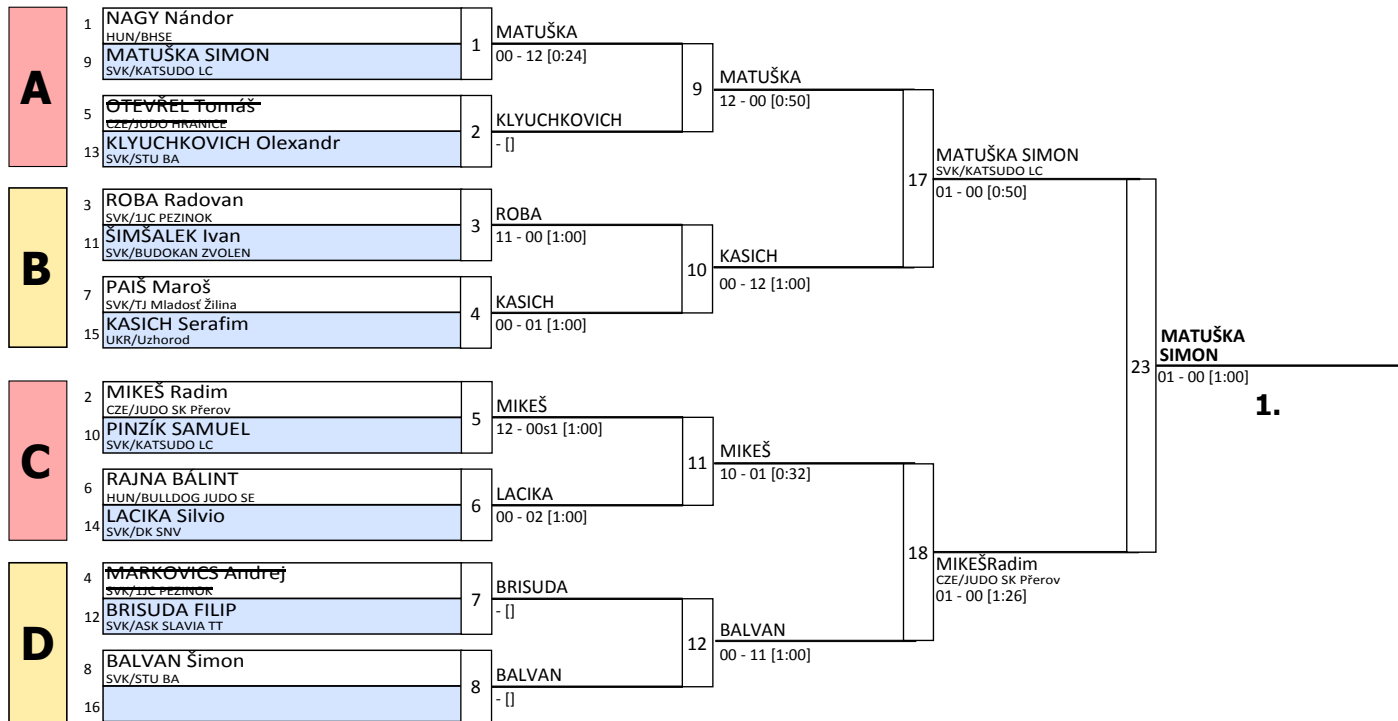 A
1 NAGY Nándor
HUN/BHSE
9 MATUŠKA SIMON
SVK/KATSUDO LC
1
MATUŠKA
00 - 12 [0:24]
5 OTEVŘEL Tomáš
CZE/JUDO HRANICE
13 KLYUCHKOVICH Olexandr
SVK/STU BA
2
KLYUCHKOVICH
- []
9
MATUŠKA
12 - 00 [0:50]
B
3 ROBA Radovan
SVK/1JC PEZINOK
11 ŠIMŠALEK Ivan
SVK/BUDOKAN ZVOLEN
3
ROBA
11 - 00 [1:00]
7 PAIŠ Maroš
SVK/TJ Mladosť Žilina
15 KASICH Serafim
UKR/Uzhorod
4
KASICH
00 - 01 [1:00]
10
KASICH
00 - 12 [1:00]
17
MATUŠKA SIMON
SVK/KATSUDO LC
01 - 00 [0:50]
C
2 MIKEŠ Radim
CZE/JUDO SK Přerov
10 PINZÍK SAMUEL
SVK/KATSUDO LC
5
MIKEŠ
12 - 00s1 [1:00]
6 RAJNA BÁLINT
HUN/BULLDOG JUDO SE
14 LACIKA Silvio
SVK/DK SNV
6
LACIKA
00 - 02 [1:00]
11
MIKEŠ
10 - 01 [0:32]
D
4 MARKOVICS Andrej
SVK/1JC PEZINOK
12 BRISUDA FILIP
SVK/ASK SLAVIA TT
7
BRISUDA
- []
8 BALVAN Šimon
SVK/STU BA
16
8
BALVAN
- []
12
BALVAN
00 - 11 [1:00]
18
MIKEŠRadim
CZE/JUDO SK Přerov
01 - 00 [1:26]
23
MATUŠKA
SIMON
01 - 00 [1:00]
1.